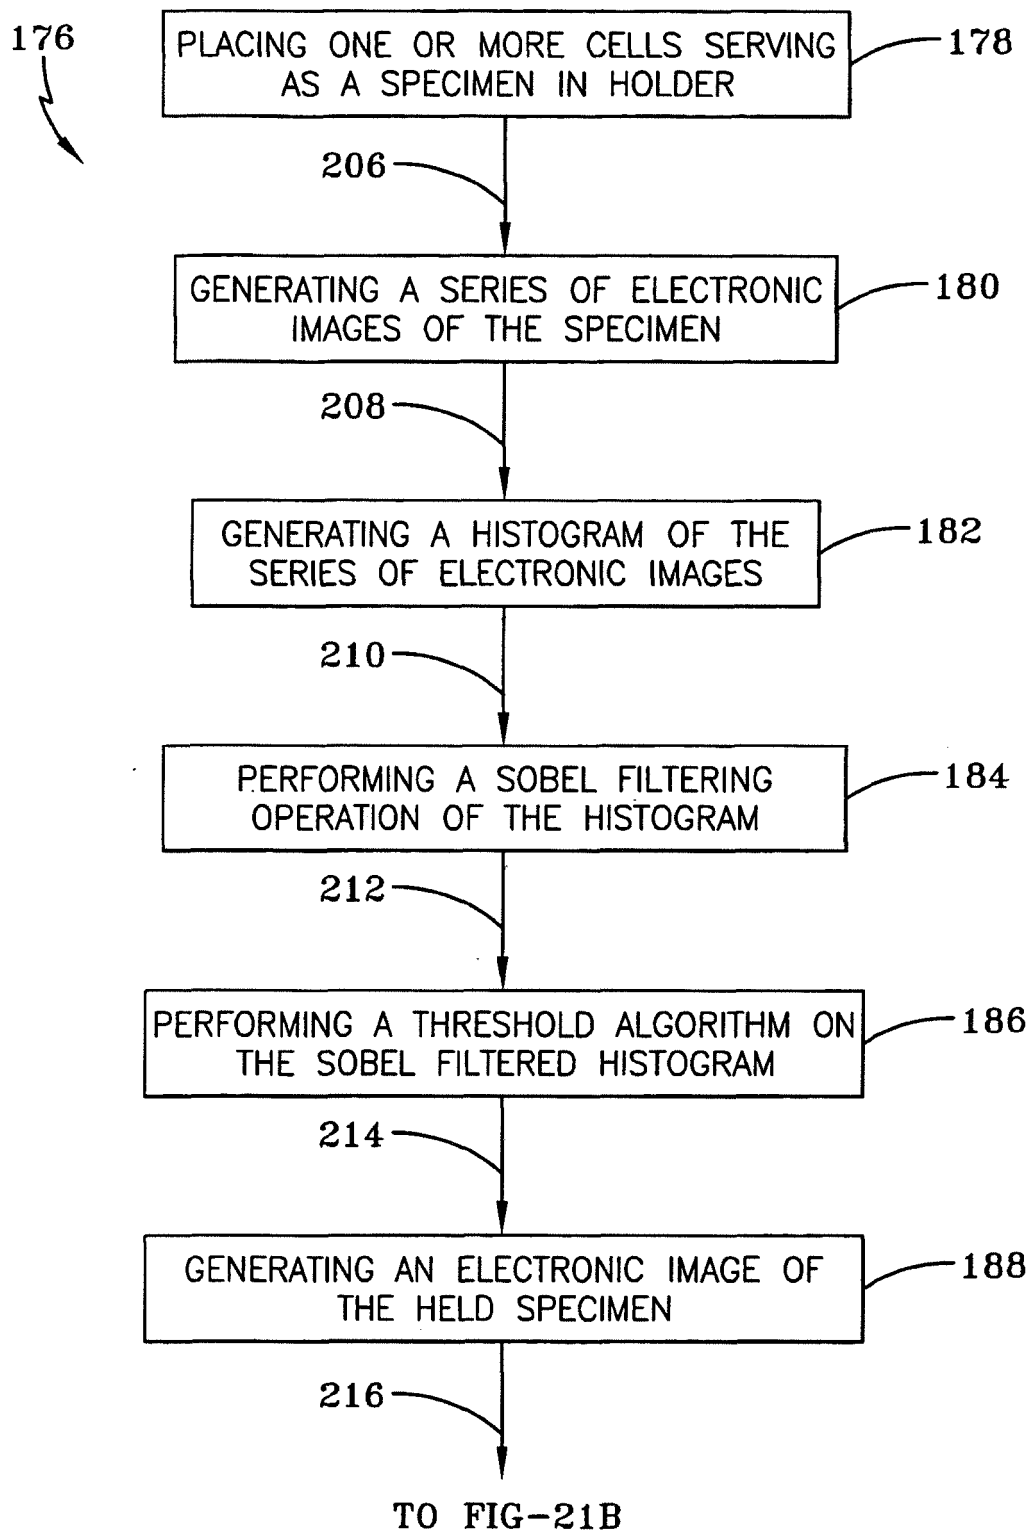 176
PLACING ONE OR MORE CELLS SERVING
AS A SPECIMEN IN HOLDER
178
206
GENERATING A SERIES OF ELECTRONIC
IMAGES OF THE SPECIMEN
180
208
GENERATING A HISTOGRAM OF THE
SERIES OF ELECTRONIC IMAGES
182
210
PERFORMING A SOBEL FILTERING
OPERATION OF THE HISTOGRAM
184
212
PERFORMING A THRESHOLD ALGORITHM ON
THE SOBEL FILTERED HISTOGRAM
186
214
GENERATING AN ELECTRONIC IMAGE OF
THE HELD SPECIMEN
188
216
TO FIG-21B